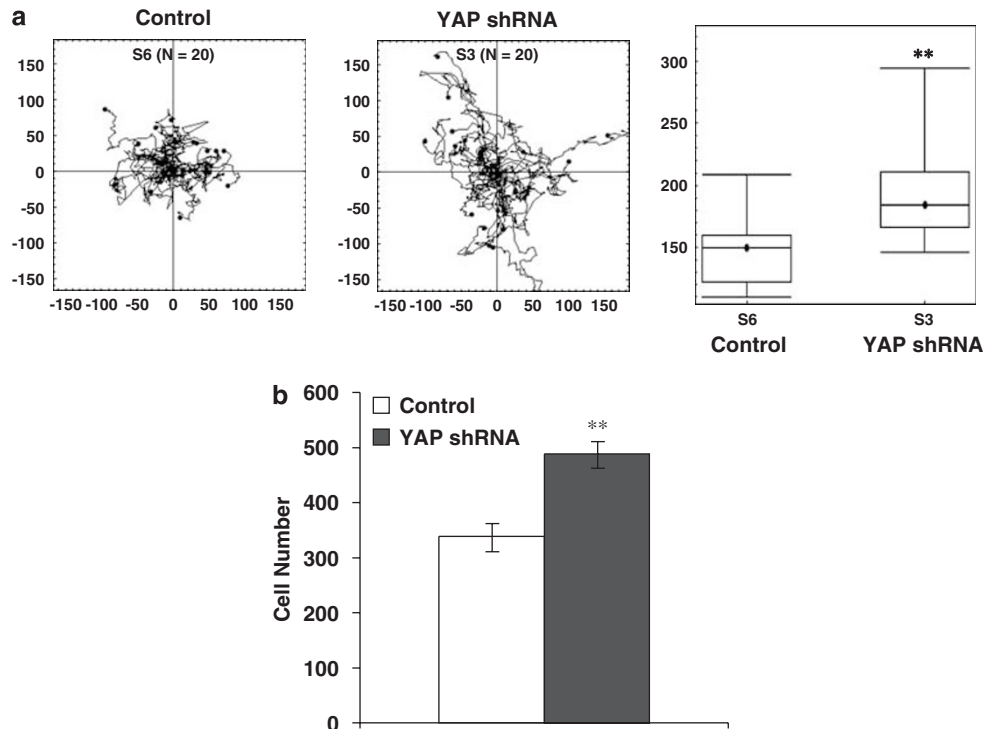 a
Control
YAP shRNA
S6 (N = 20)
150
100
50
0
-50
-100
-150
-150 -100 -50 0 50 100 150
S3 (N = 20)
150
100
50
0
-50
-100
-150
-150 -100 -50 0 50 100 150
300
250
200
150
**
S6
S3
Control
YAP shRNA
b
600
500
400
300
200
100
0
Cell Number
Control
YAP shRNA
**